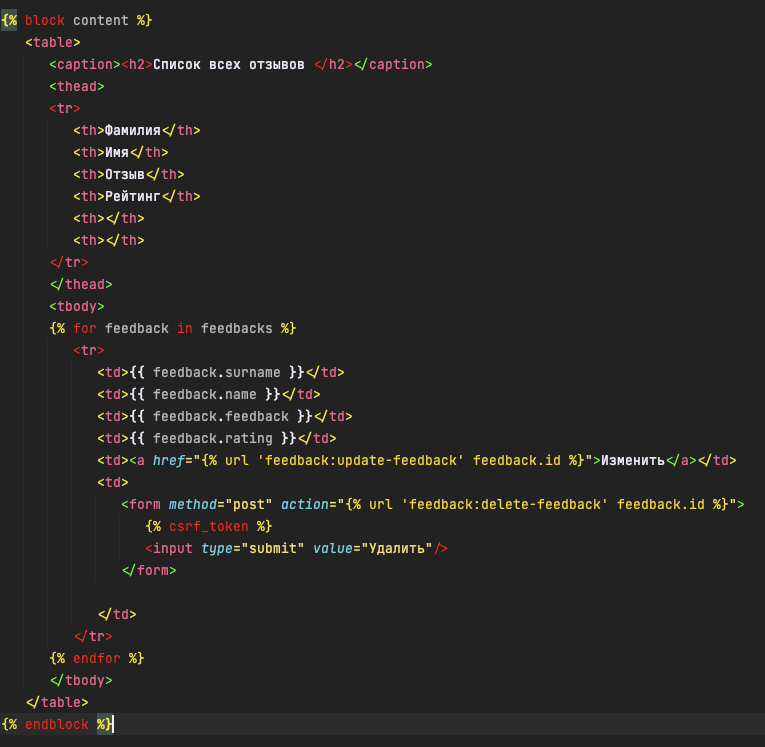 {% block content %}
<table>
<caption><h2>Список всех отзывов </h2></caption>
<thead>
<tr>
<th>Фамилия</th>
<th>Имя</th>
<th>Отзыв</th>
<th>Рейтинг</th>
<th></th>
<th></th>
</tr>
</thead>
<tbody>
{% for feedback in feedbacks %}
<tr>
<td>{{ feedback.surname }}</td>
<td>{{ feedback.name }}</td>
<td>{{ feedback.feedback }}</td>
<td>{{ feedback.rating }}</td>
<td><a href="{% url 'feedback:update-feedback' feedback.id %}">Изменить</a></td>
<td>
<form method="post" action="{% url 'feedback:delete-feedback' feedback.id %}">
{% csrf_token %}
<input type="submit" value="Удалить"/>
</form>
</td>
</tr>
{% endfor %}
</tbody>
</table>
{% endblock %}